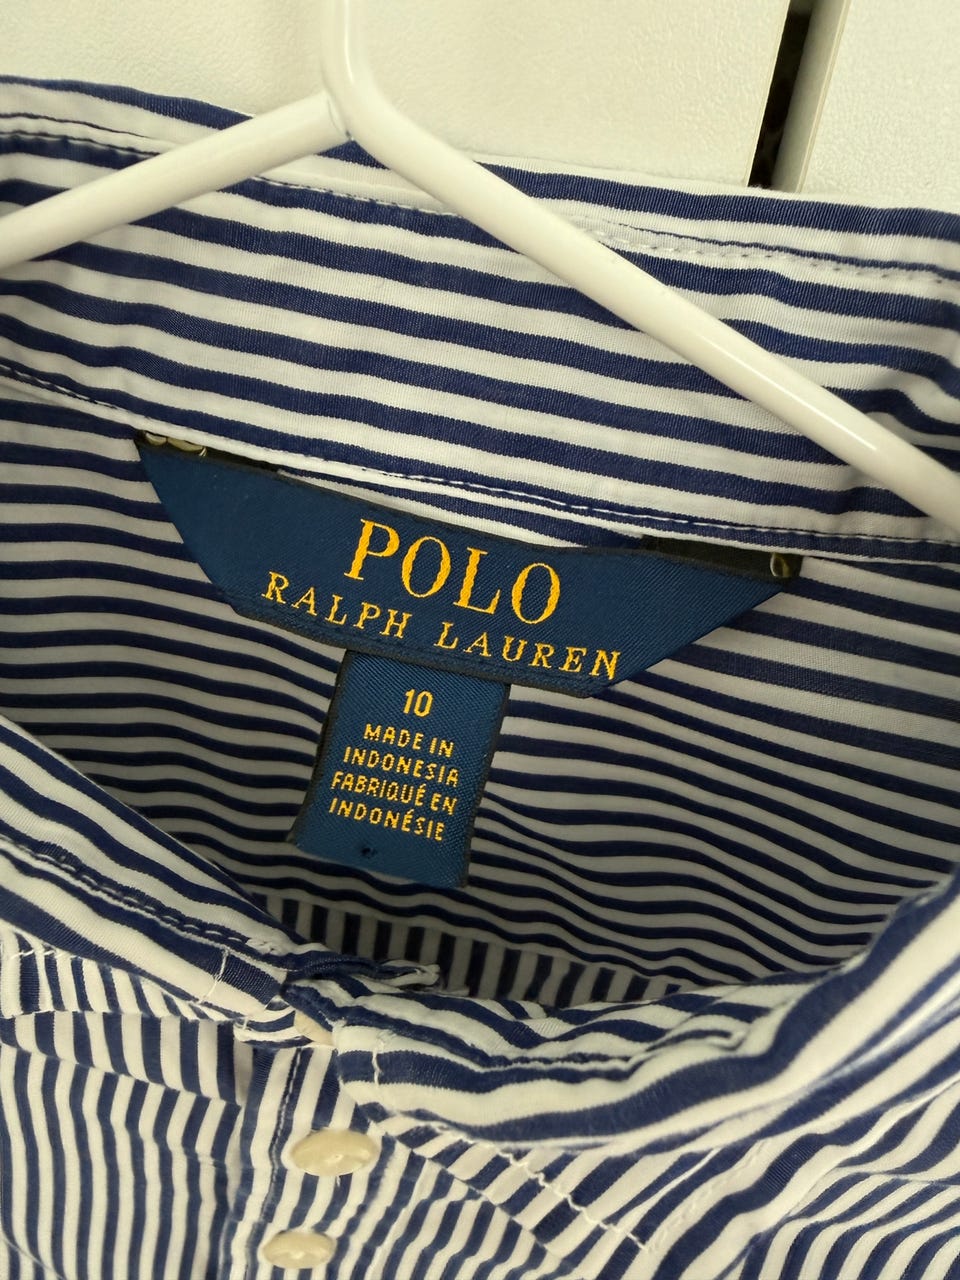 POLO
RALPH LAUREN
10
MADE IN
INDONESIA
FABRIQUÉ EN
INDONÉSIE